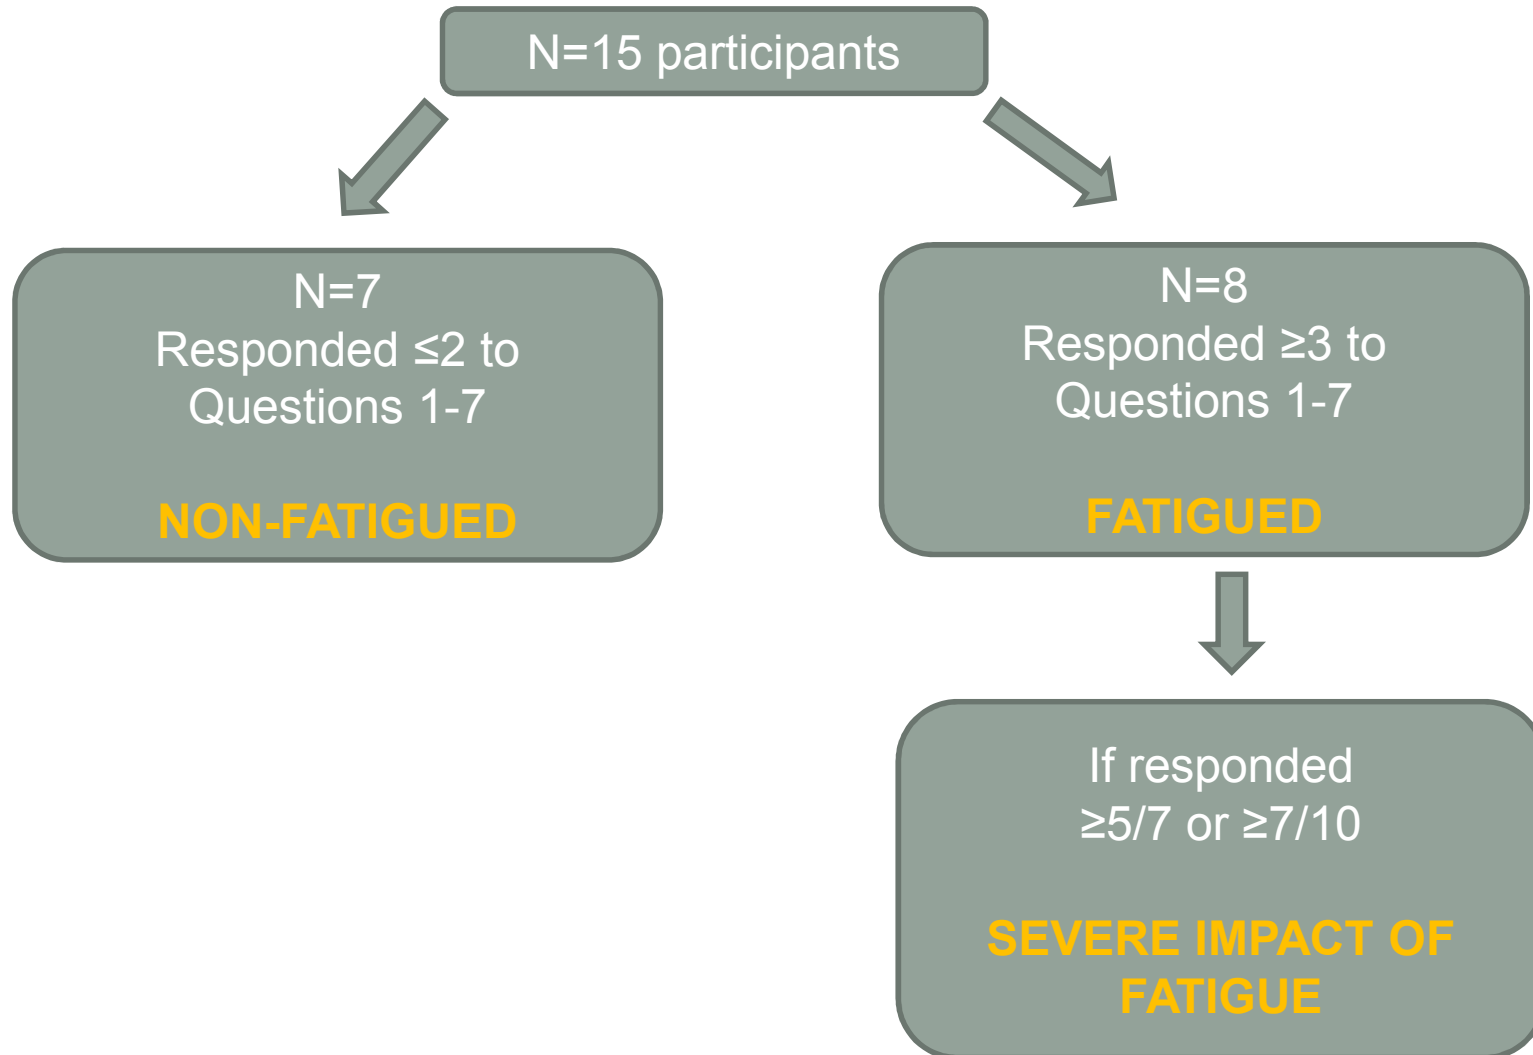 N=15 participants
N=7
Responded ≤2 to
Questions 1-7
NON-FATIGUED
N=8
Responded ≥3 to
Questions 1-7
FATIGUED
If responded
≥5/7 or ≥7/10
SEVERE IMPACT OF
FATIGUE